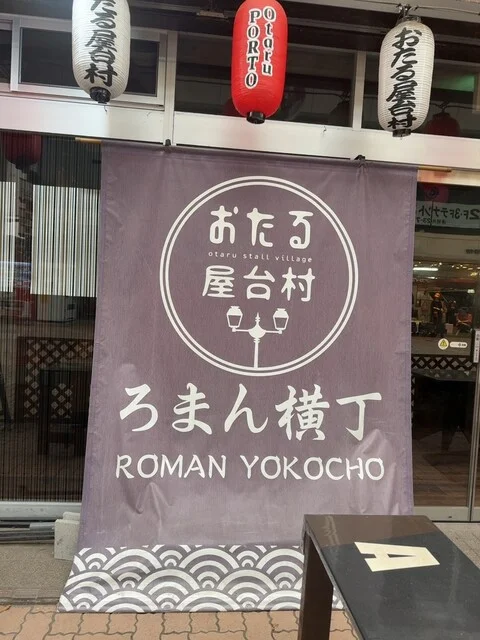 たる屋台村
Otaru
PORTO
おたる屋台村
おたる
otaru stall village
屋台村
ろまん横丁
ROMAN YOKOCHO
A